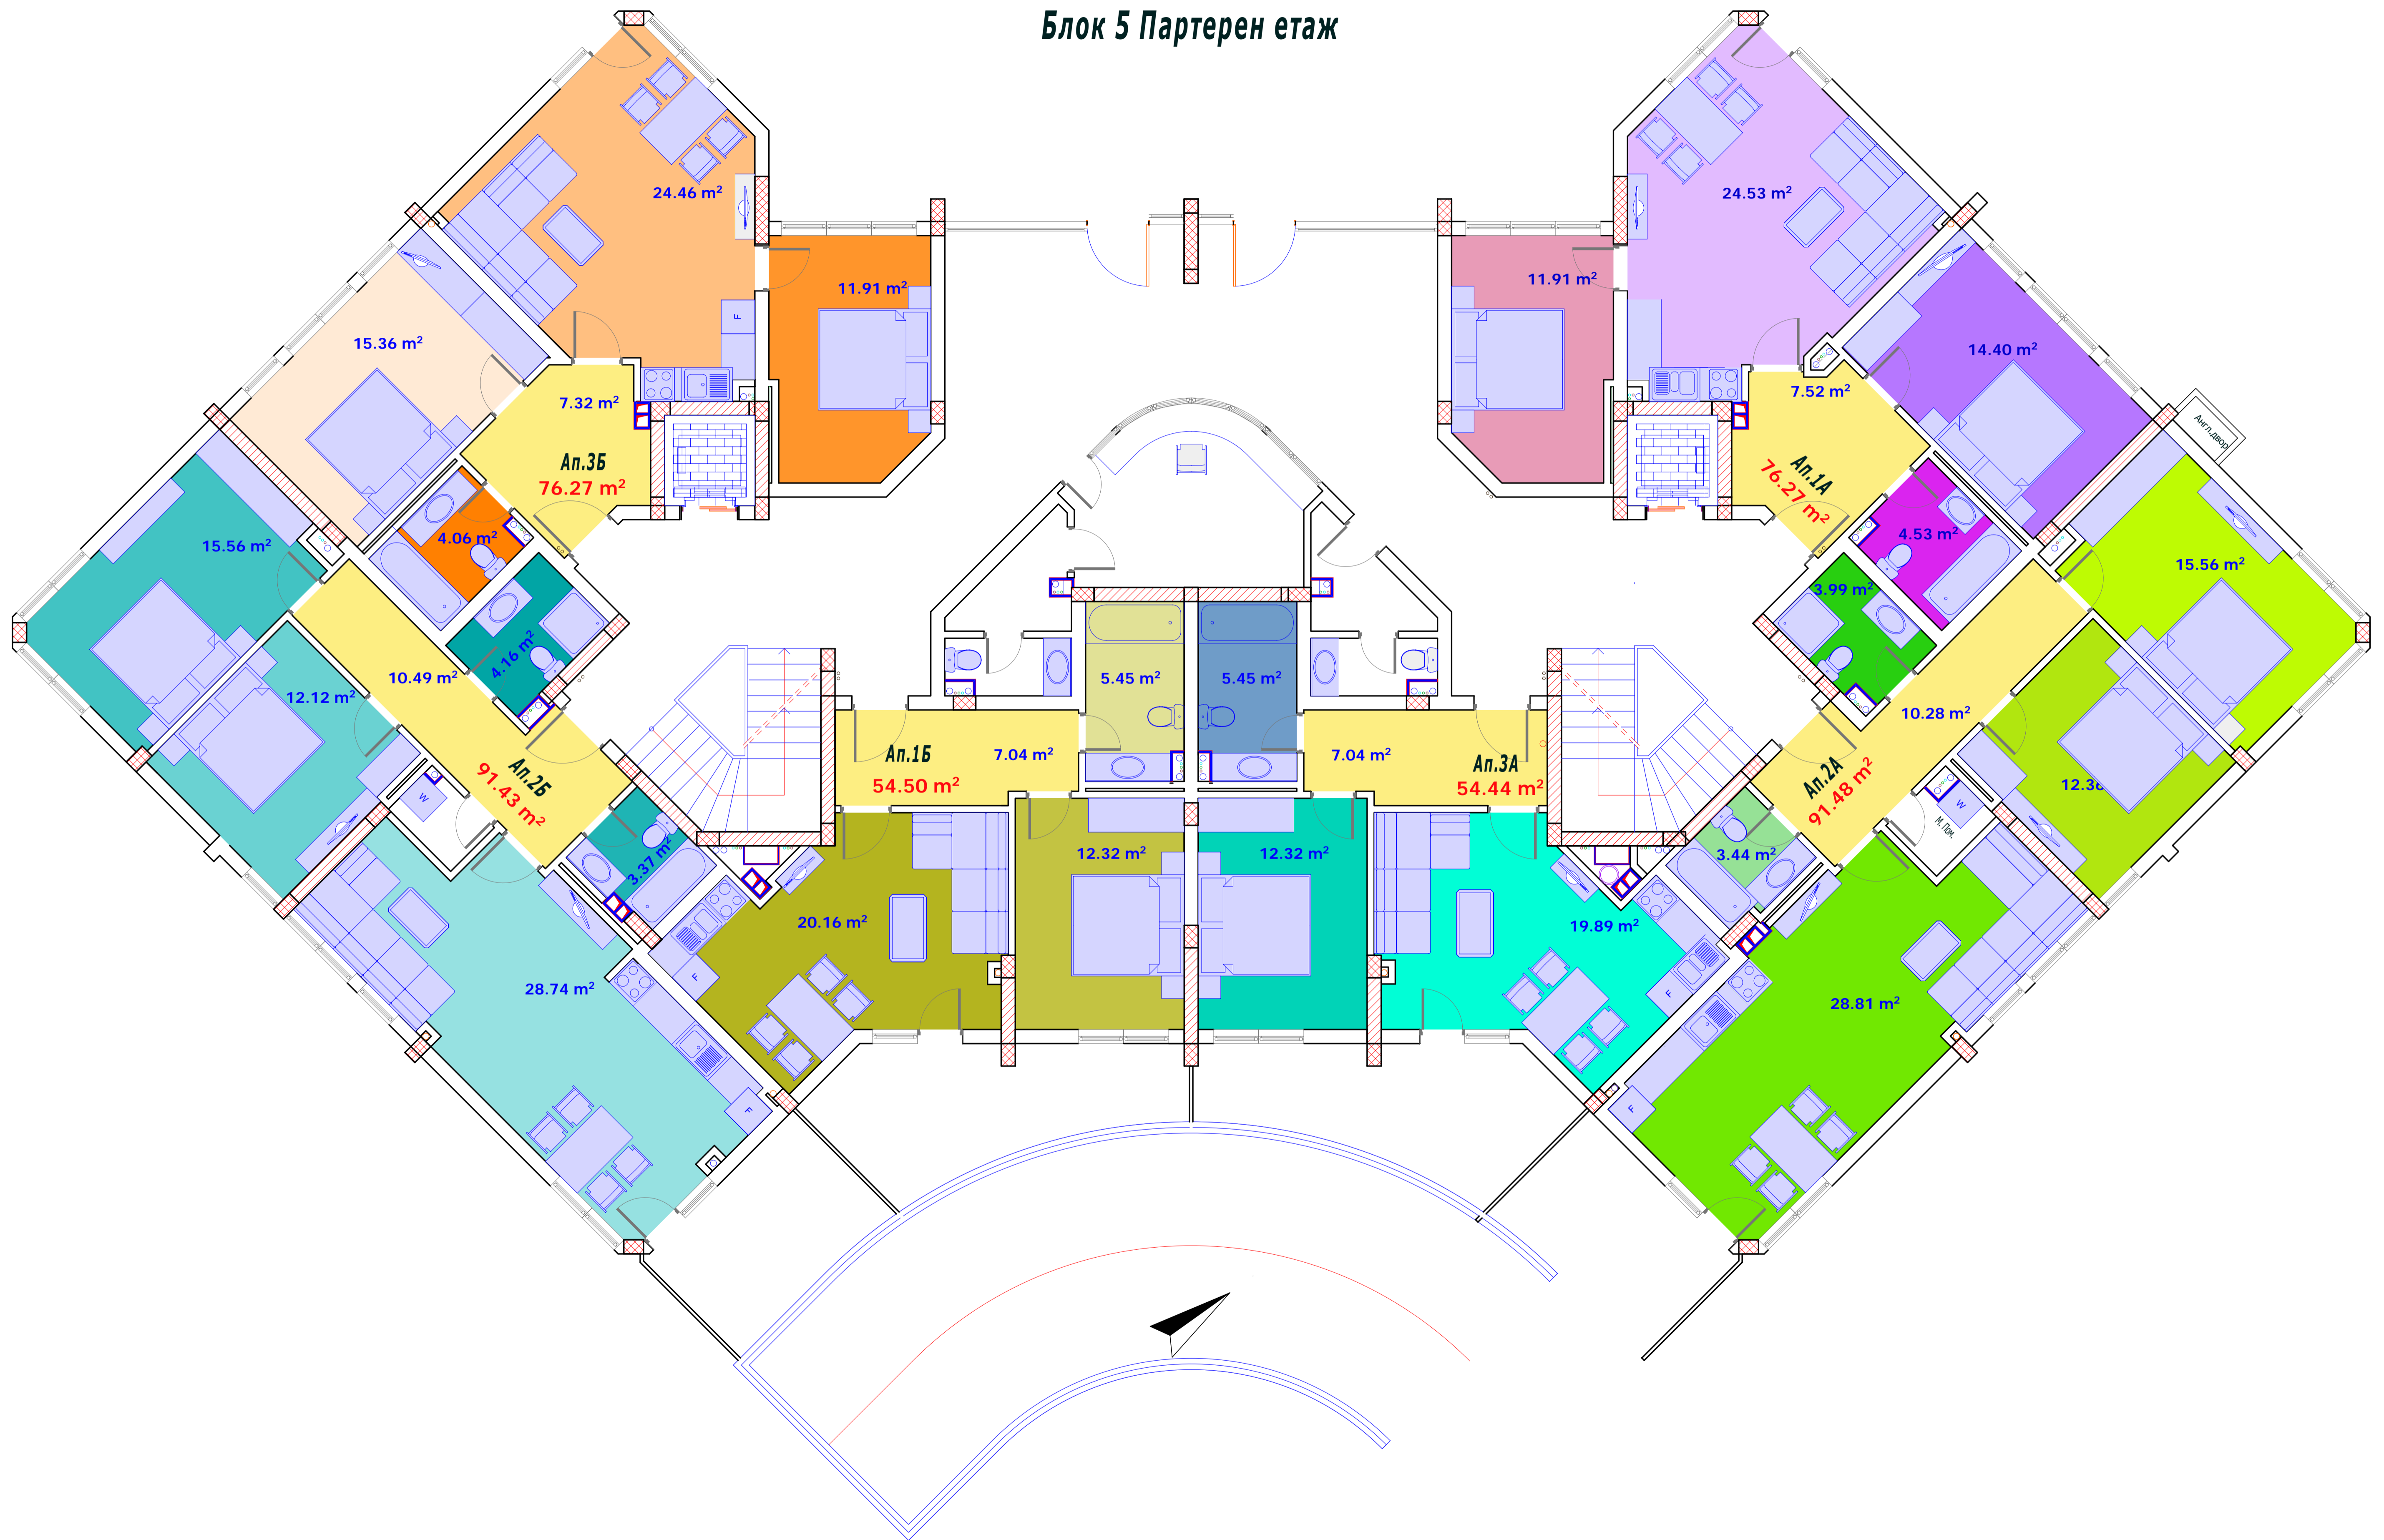 Блок 5 Партерен етаж
24.46 m²
24.53 m²
11.91 m²
11.91 m²
15.36 m²
F
14.40 m²
7.32 m²
7.52 m²
Англ.двор
Ап.3Б
76.27 m²
Ап.1А
76.27 m²
15.56 m²
4.06 m²
4.53 m²
15.56 m²
3.99 m²
4.16 m²
10.49 m²
12.12 m²
5.45 m²
5.45 m²
10.28 m²
Ап.1Б
54.50 m²
7.04 m²
7.04 m²
Ап.3А
54.44 m²
Ап.2Б
91.43 m²
Ап.2А
91.48 m²
12.36
W
W
М. Пом.
3.37 m²
12.32 m²
12.32 m²
3.44 m²
20.16 m²
19.89 m²
F
F
28.74 m²
28.81 m²
F
F